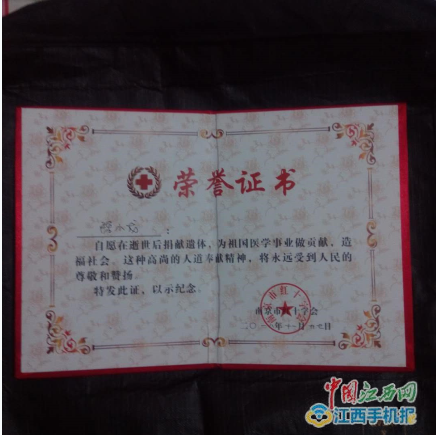 荣誉证书
：
自愿在逝世后捐献遗体，为祖国医学事业做贡献，造
福社会。这种高尚的人道奉献精神，将永远受到人民的
尊敬和赞扬。
特发此证，以示纪念。
南京市红十字会
中国江西网
江西手机报